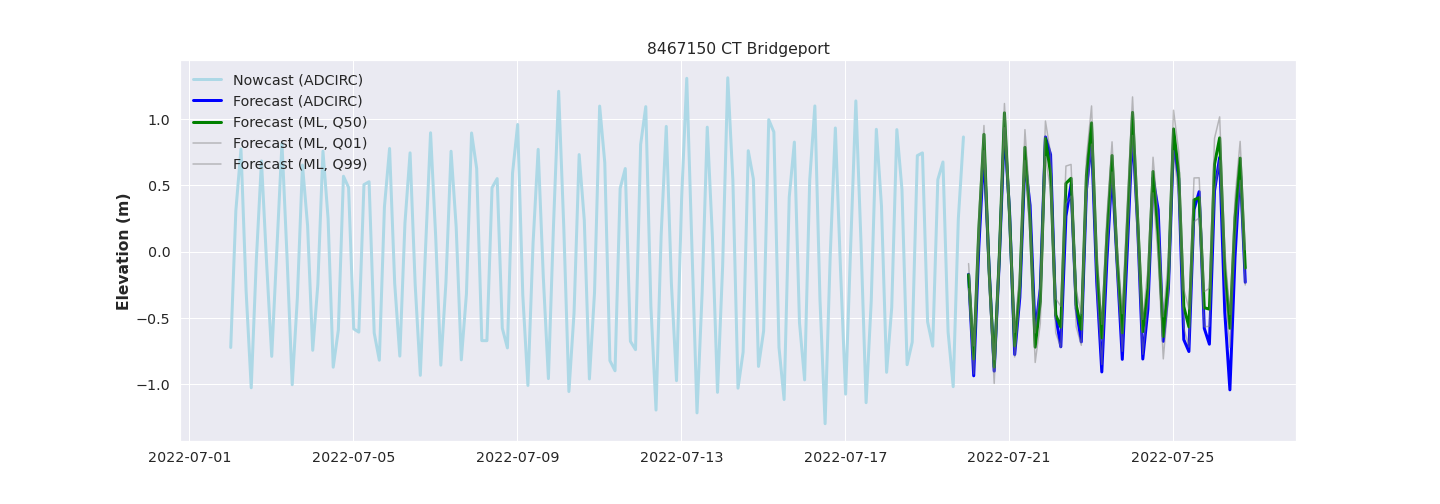 8467150 CT Bridgeport
Nowcast (ADCIRC)
Forecast (ADCIRC)
Forecast (ML, Q50)
Forecast (ML, Q01)
Forecast (ML, Q99)
Elevation (m)
1.0
0.5
0.0
−0.5
−1.0
2022-07-01 2022-07-05 2022-07-09 2022-07-13 2022-07-17 2022-07-21 2022-07-25